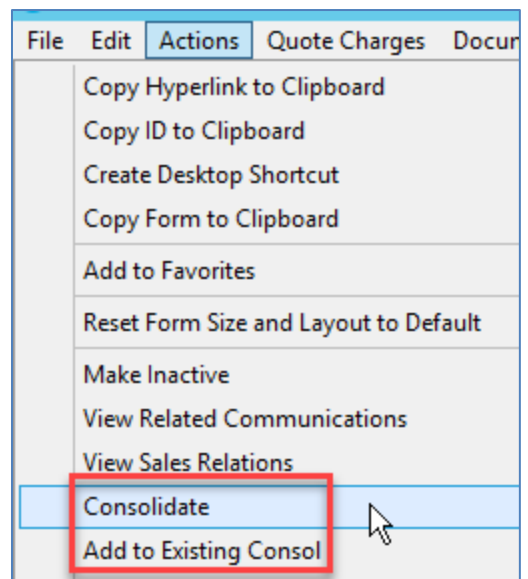 File Edit Actions Quote Charges
Copy Hyperlink to Clipboard
Copy ID to Clipboard
Create Desktop Shortcut
Copy Form to Clipboard
Add to Favorites
Reset Form Size and Layout to Default
Make Inactive
View Related Communications
View Sales Relations
Consolidate
Add to Existing Consol